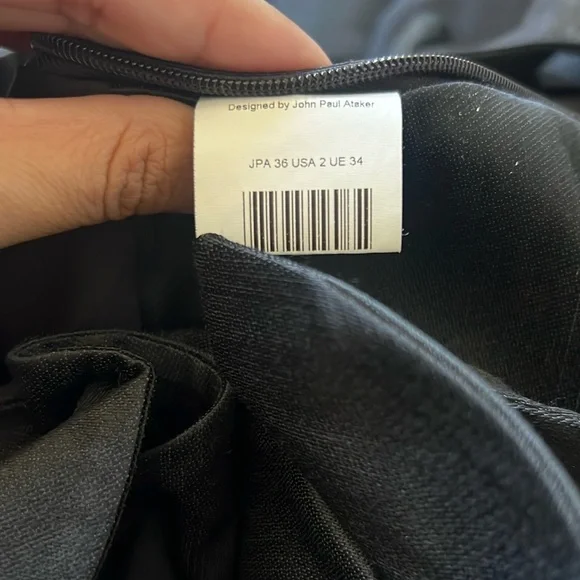 Designed by John Paul Ataker
JPA 36 USA 2 UE 34